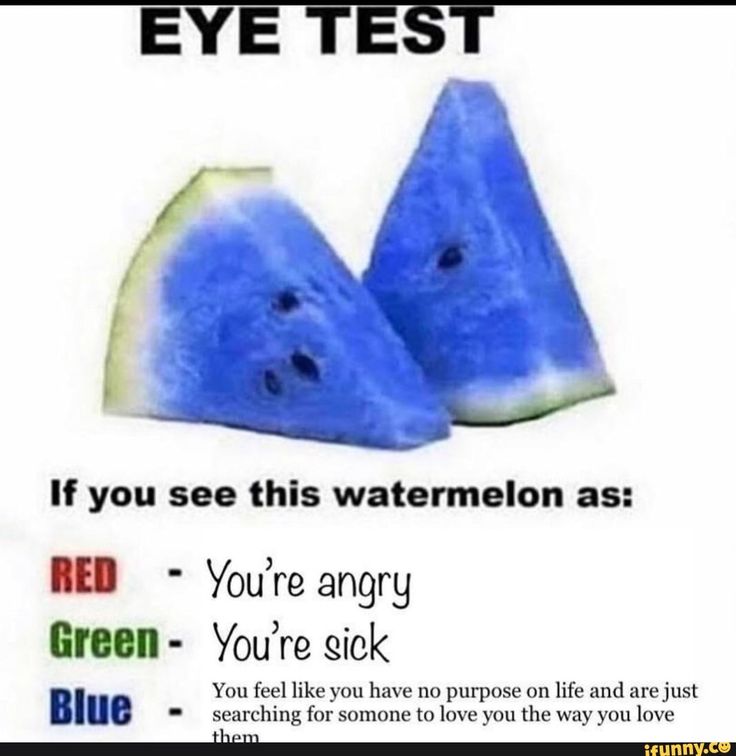 EYE TEST
If you see this watermelon as:
RED - You're angry
Green - You're sick
Blue - You feel like you have no purpose on life and are just
searching for somone to love you the way you love
them
ifunny.co